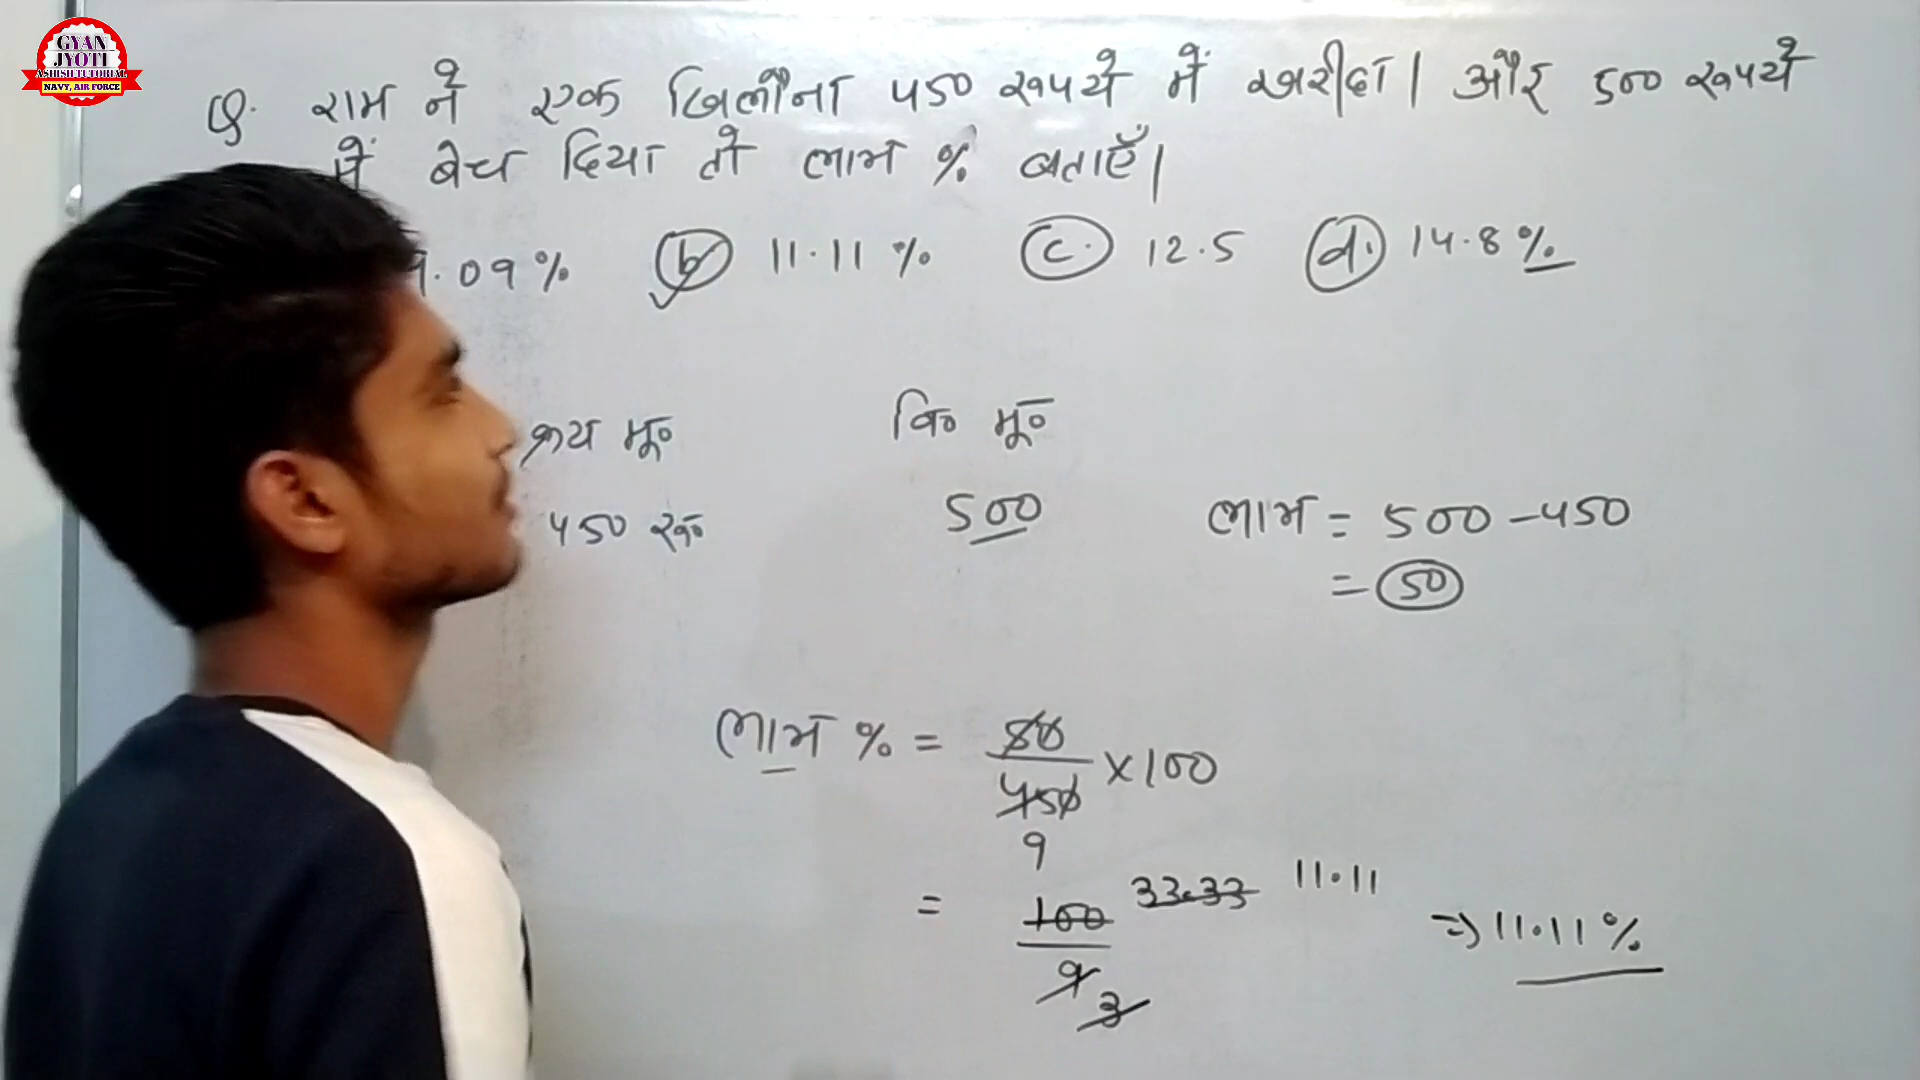 GYAN
JYOTI
ASHISH TUTORIAL
NAVY, AIR FORCE
Q. राम ने एक खिलौना 450 रूपये में खरीदा। और 500 रूपये
में बेच दिया तो लाभ % बताएँ।
9.09% (b) 11.11% (c.) 12.5 (d.) 14.8%
क्रय मू० वि० मू०
450 रू० 500 लाभ = 500 - 450
= 50
लाभ % = 50/450 × 100
9
= 100/9 33.33 11.11 ⇒ 11.11%
3